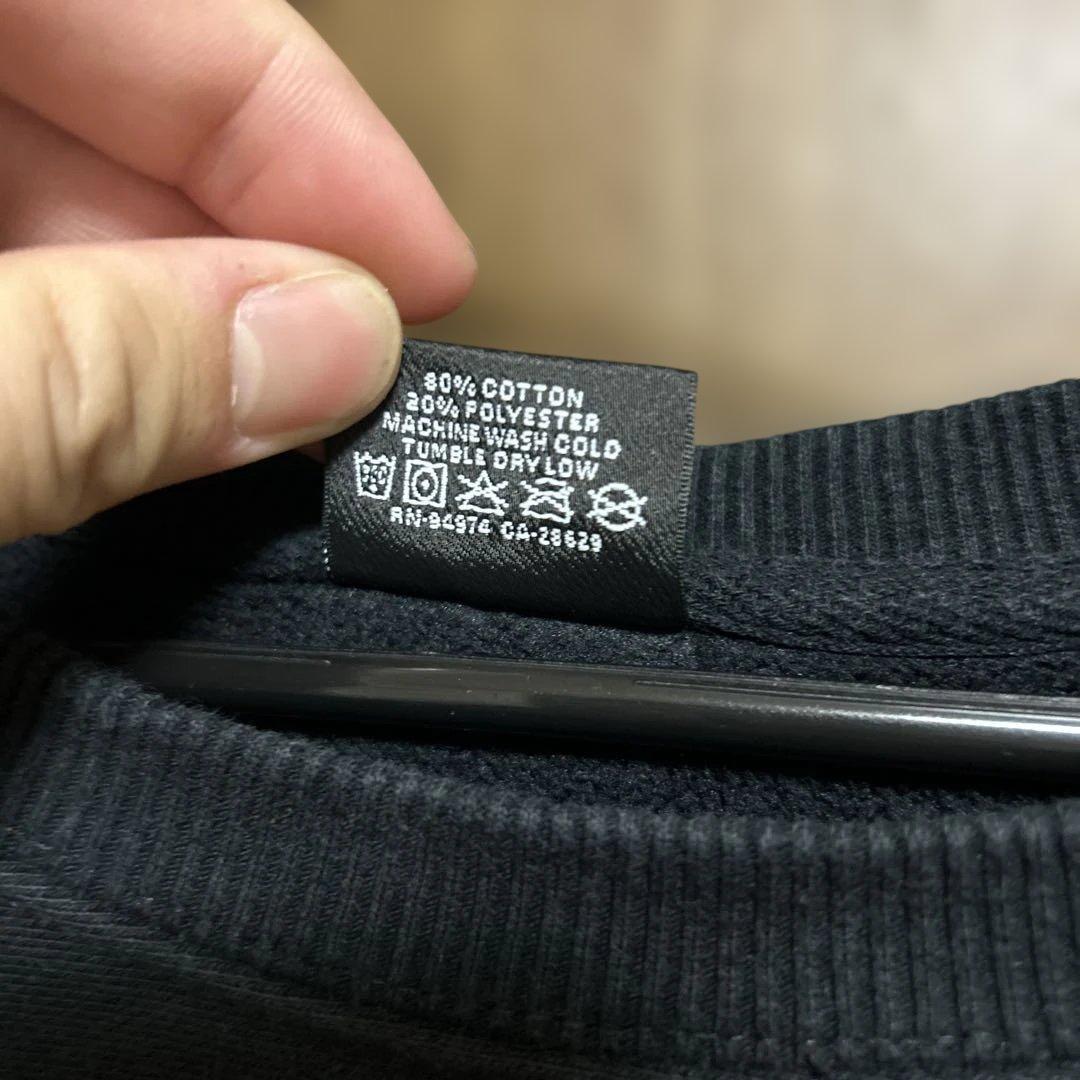 80% COTTON
20% POLYESTER
MACHINE WASH COLD
TUMBLE DRY LOW
RN-94974 CA-28629